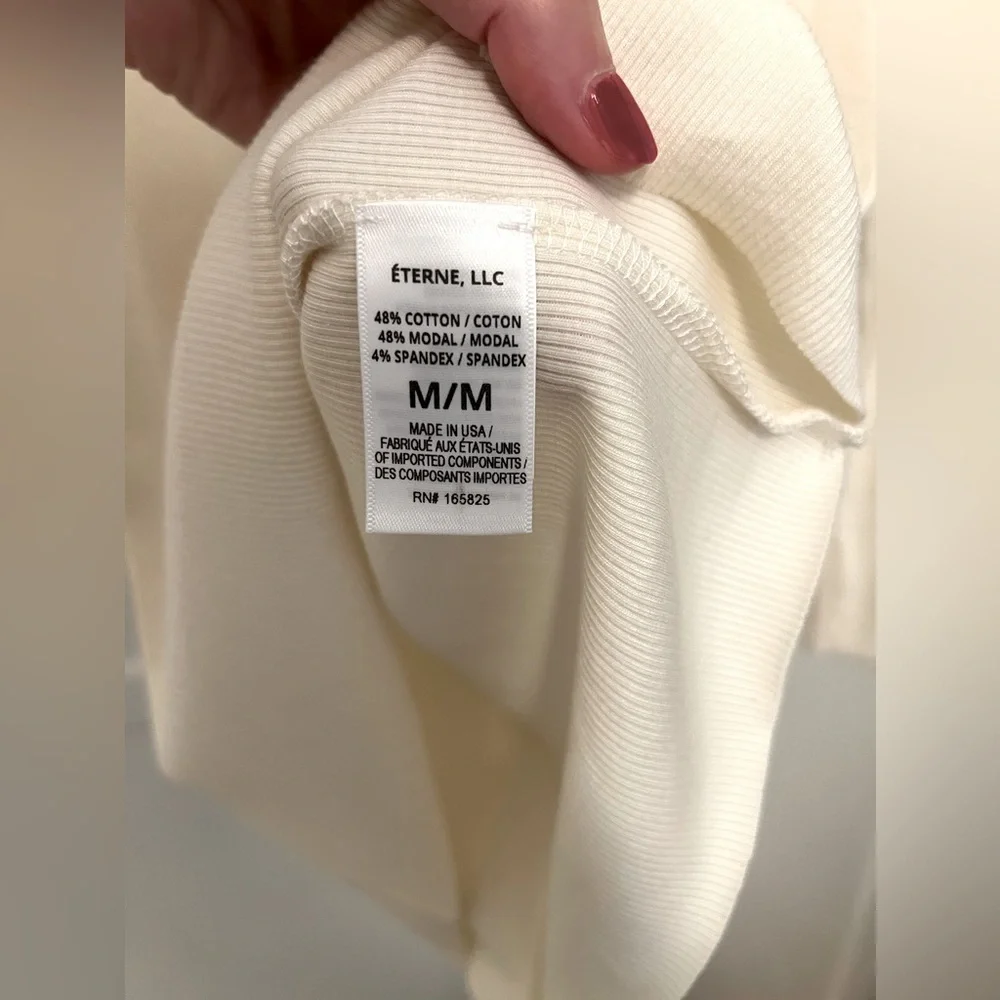 ÉTERNE, LLC
48% COTTON / COTON
48% MODAL / MODAL
4% SPANDEX / SPANDEX
M/M
MADE IN USA /
FABRIQUÉ AUX ÉTATS-UNIS
OF IMPORTED COMPONENTS /
DES COMPOSANTS IMPORTES
RN# 165825